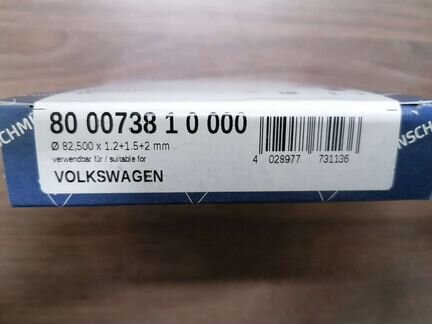 80 00738 1 0 000
Ø 82,500 x 1.2+1.5+2 mm
verwendbar für / suitable for
VOLKSWAGEN
4 028977 731136